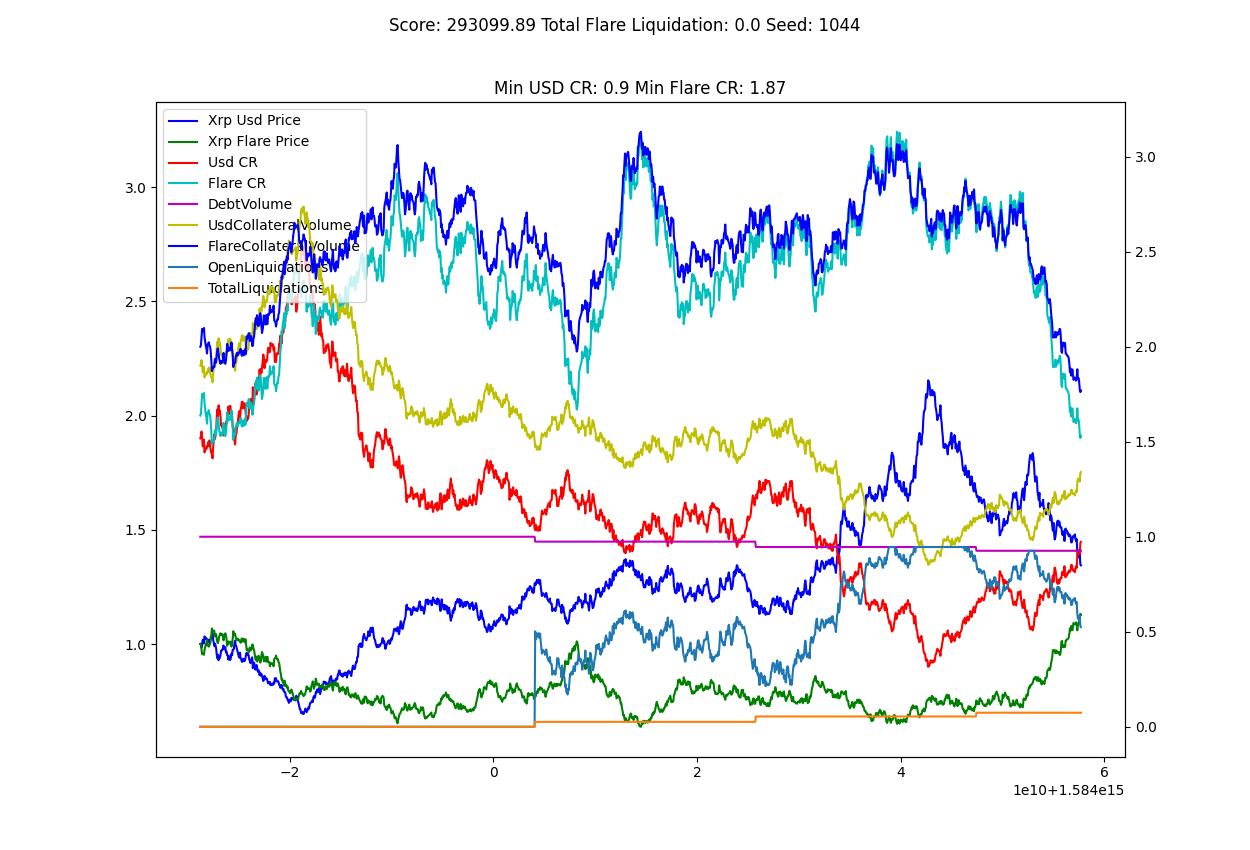 Score: 293099.89 Total Flare Liquidation: 0.0 Seed: 1044
Min USD CR: 0.9 Min Flare CR: 1.87
Xrp Usd Price
Xrp Flare Price
Usd CR
Flare CR
DebtVolume
UsdCollateralVolume
FlareCollateralVolume
OpenLiquidations
TotalLiquidations
3.0
2.5
2.0
1.5
1.0
3.0
2.5
2.0
1.5
1.0
0.5
0.0
−2 0 2 4 6
1e10+1.584e15